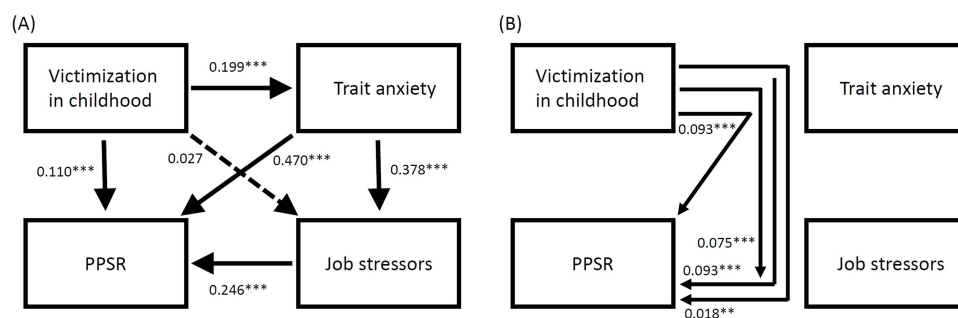 (A)
Victimization
in childhood
0.199***
Trait anxiety
0.110***
0.027
0.470***
0.378***
PPSR
0.246***
Job stressors
(B)
Victimization
in childhood
Trait anxiety
0.093***
0.075***
PPSR
0.093***
0.018**
Job stressors